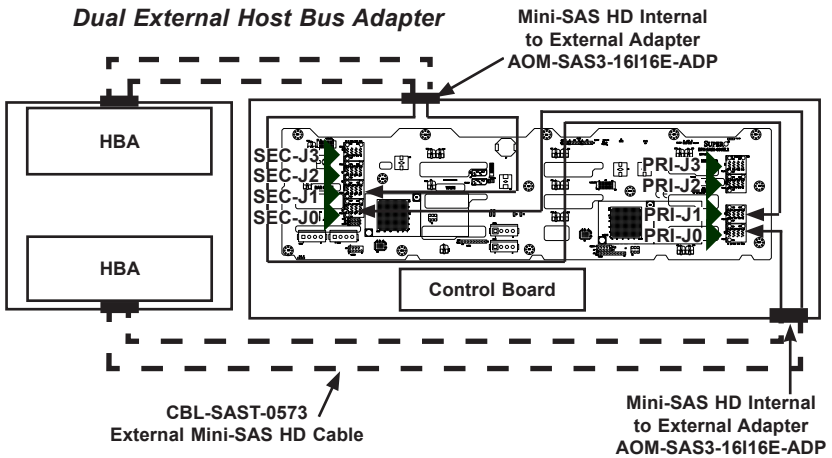 Dual External Host Bus Adapter
Mini-SAS HD Internal
to External Adapter
AOM-SAS3-16I16E-ADP
HBA
HBA
SEC-J3
SEC-J2
SEC-J1
SEC-J0
SUPER
PRI-J3
PRI-J2
PRI-J1
PRI-J0
Control Board
CBL-SAST-0573
External Mini-SAS HD Cable
Mini-SAS HD Internal
to External Adapter
AOM-SAS3-16I16E-ADP